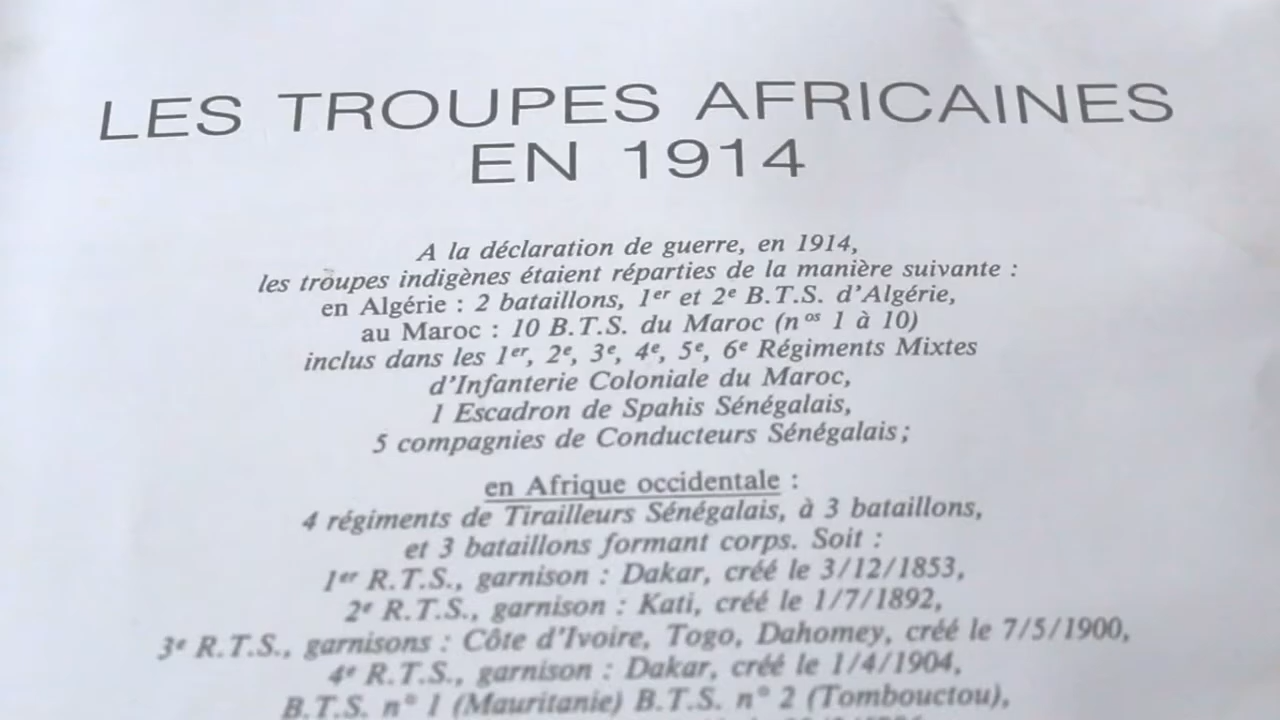 LES TROUPES AFRICAINES
EN 1914
A la déclaration de guerre, en 1914,
les troupes indigènes étaient réparties de la manière suivante :
en Algérie : 2 bataillons, 1er et 2e B.T.S. d'Algérie,
au Maroc : 10 B.T.S. du Maroc (nos 1 à 10)
inclus dans les 1er, 2e, 3e, 4e, 5e, 6e Régiments Mixtes
d'Infanterie Coloniale du Maroc,
1 Escadron de Spahis Sénégalais,
5 compagnies de Conducteurs Sénégalais ;
en Afrique occidentale :
4 régiments de Tirailleurs Sénégalais, à 3 bataillons,
et 3 bataillons formant corps. Soit :
1er R.T.S., garnison : Dakar, créé le 3/12/1853,
2e R.T.S., garnison : Kati, créé le 1/7/1892,
3e R.T.S., garnisons : Côte d'Ivoire, Togo, Dahomey, créé le 7/5/1900,
4e R.T.S., garnison : Dakar, créé le 1/4/1904,
B.T.S. n° 1 (Mauritanie) B.T.S. n° 2 (Tombouctou),